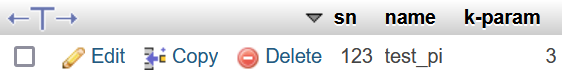 sn name k-param
Edit Copy Delete 123 test_pi 3